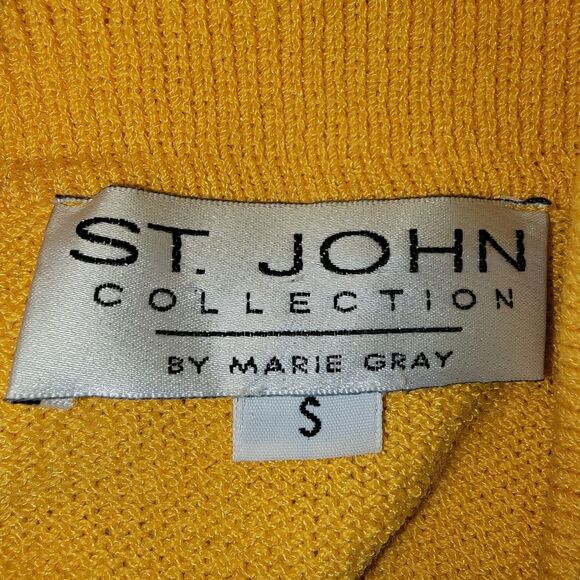 ST. JOHN
COLLECTION
BY MARIE GRAY
S